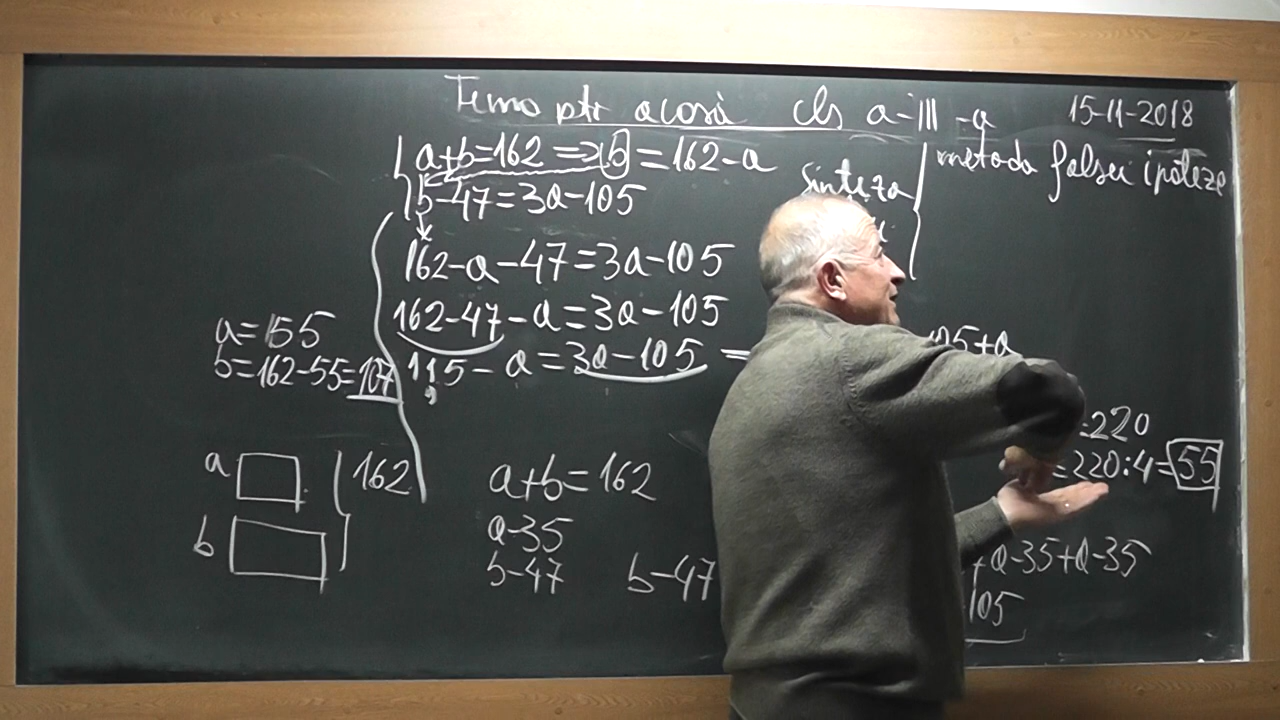 Tema ptr acasă cls a-III-a 15-11-2018
a+b=162 => b=162-a
b-47=3a-105
162-a-47=3a-105
162-47-a=3a-105
115-a=3a-105
sinteza
metoda falsei ipoteze
a=55
b=162-55=107
105+a
=220
=220:4=55
a
b
162
a+b=162
a-35
b-47
b-47
+a-35+a-35
105